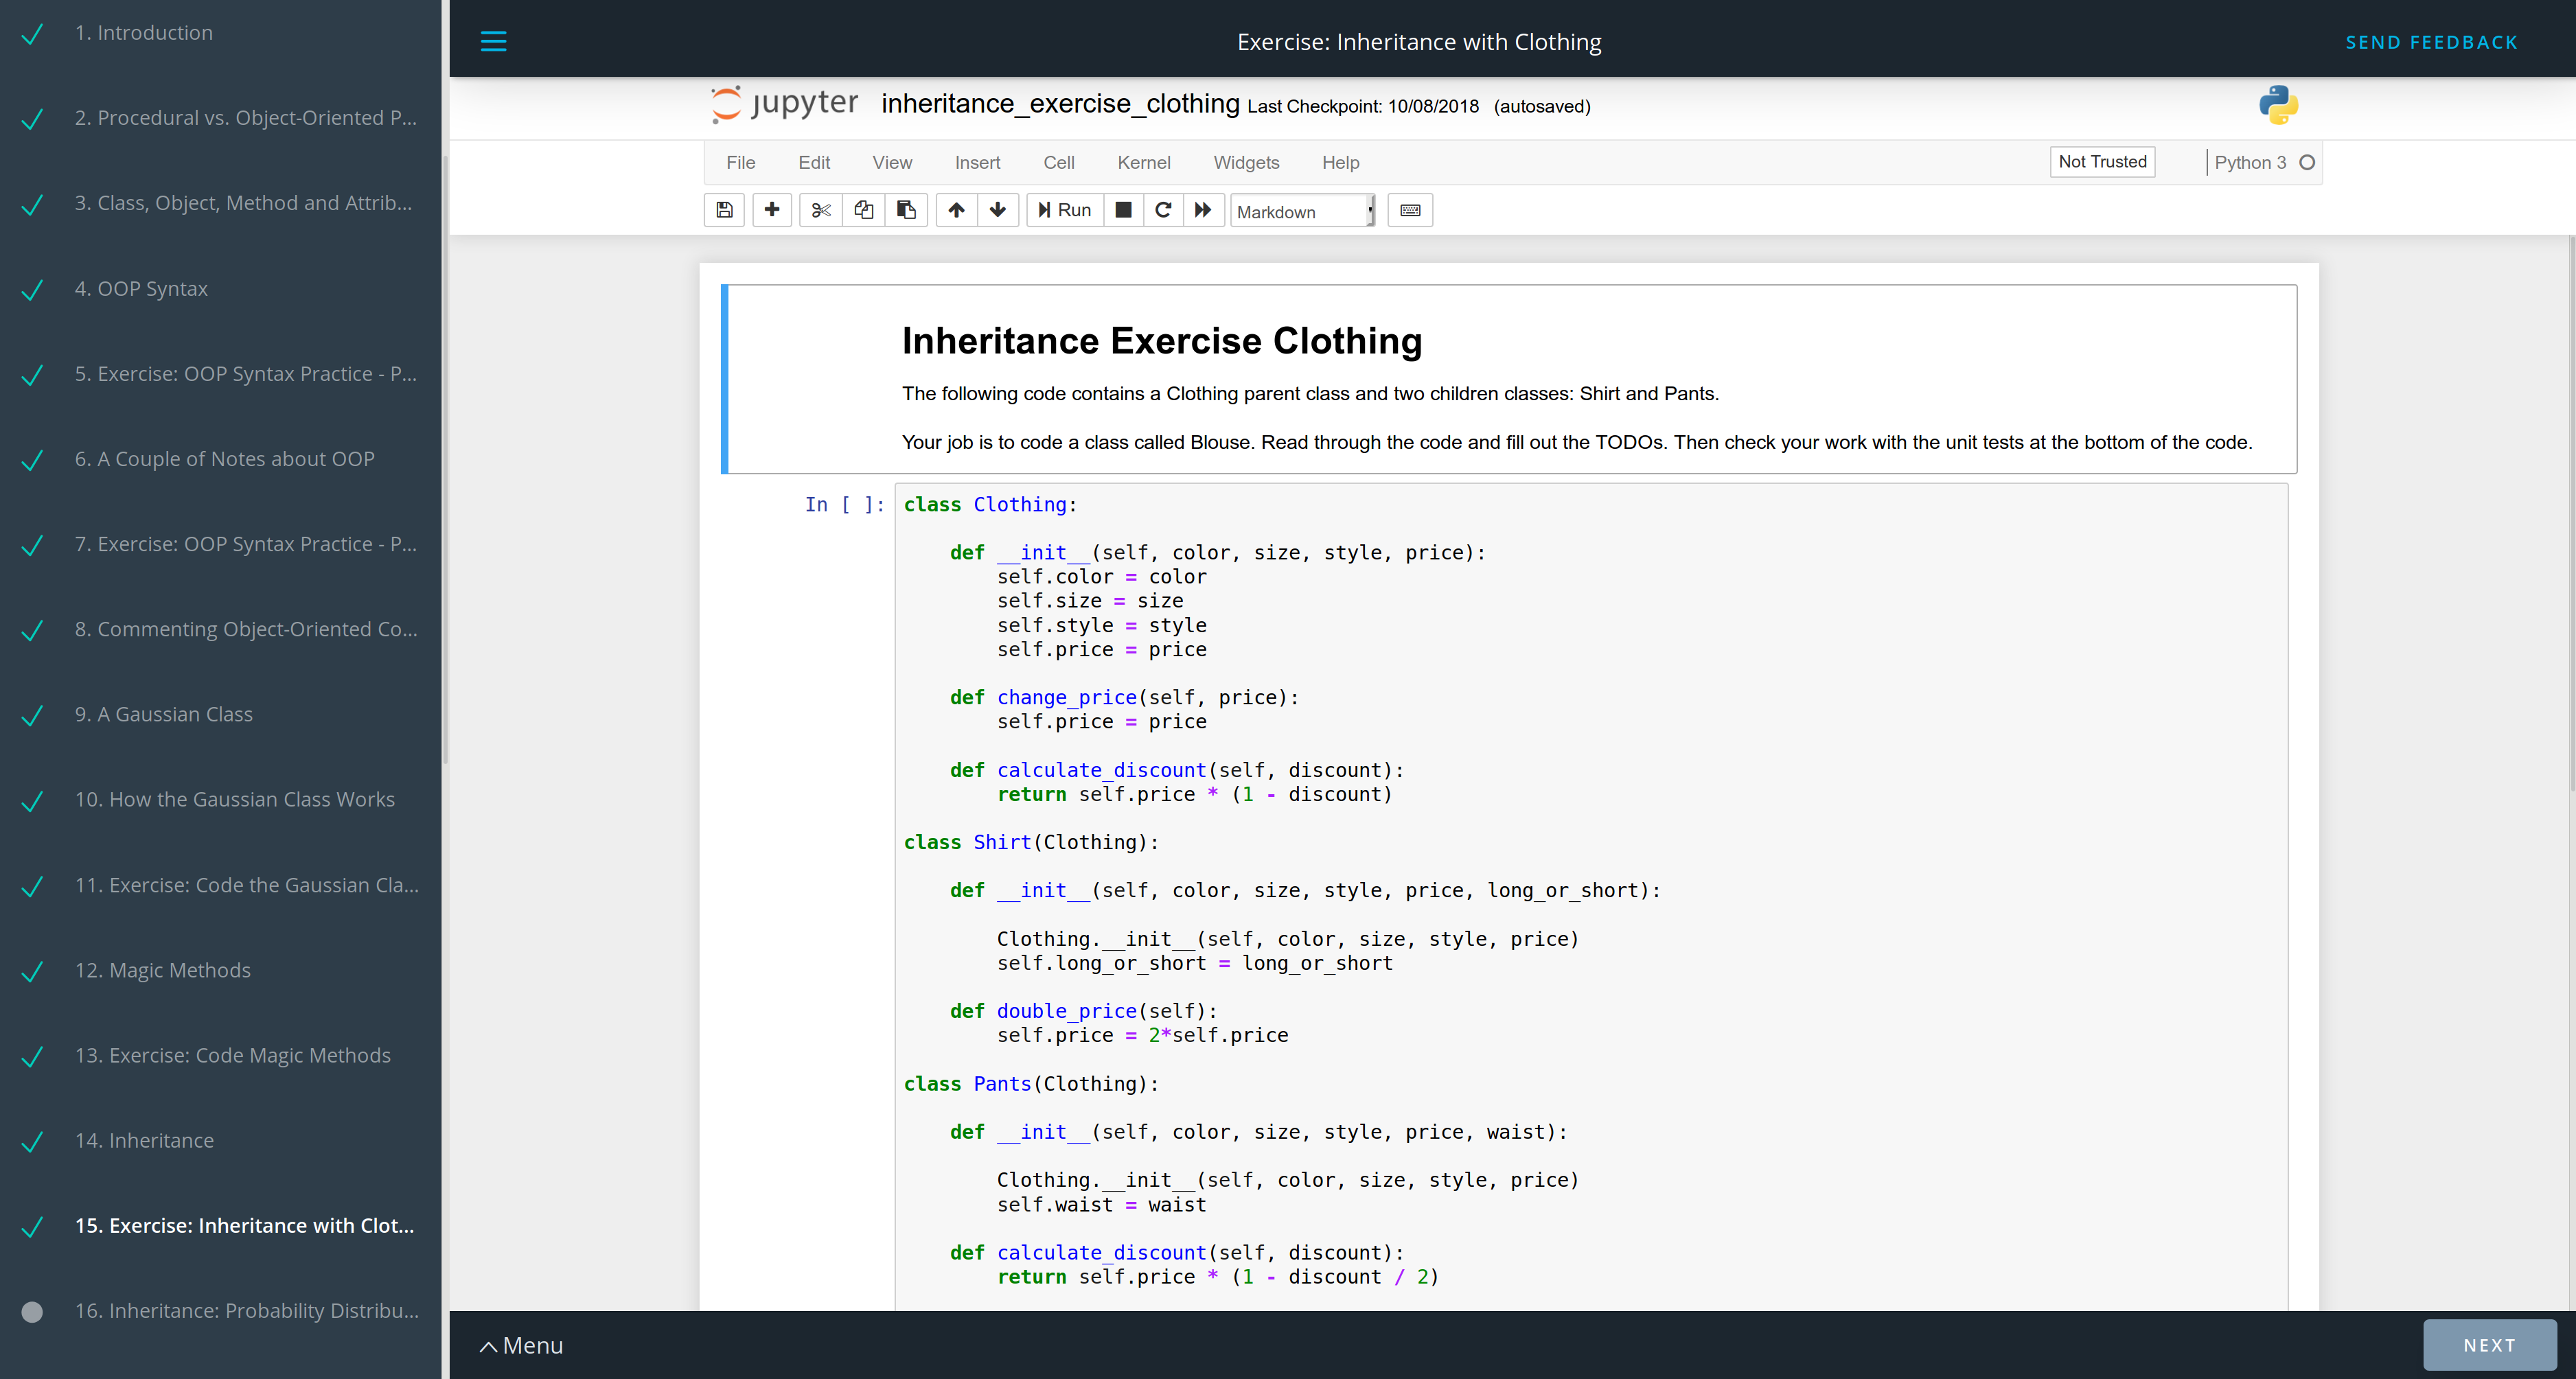 1. Introduction
2. Procedural vs. Object-Oriented P...
3. Class, Object, Method and Attrib...
4. OOP Syntax
5. Exercise: OOP Syntax Practice - P...
6. A Couple of Notes about OOP
7. Exercise: OOP Syntax Practice - P...
8. Commenting Object-Oriented Co...
9. A Gaussian Class
10. How the Gaussian Class Works
11. Exercise: Code the Gaussian Cla...
12. Magic Methods
13. Exercise: Code Magic Methods
14. Inheritance
15. Exercise: Inheritance with Clot...
16. Inheritance: Probability Distribu...
Exercise: Inheritance with Clothing
SEND FEEDBACK
jupyter inheritance_exercise_clothing Last Checkpoint: 10/08/2018 (autosaved)
File Edit View Insert Cell Kernel Widgets Help Not Trusted Python 3
Run Markdown
Inheritance Exercise Clothing
The following code contains a Clothing parent class and two children classes: Shirt and Pants.
Your job is to code a class called Blouse. Read through the code and fill out the TODOs. Then check your work with the unit tests at the bottom of the code.
In [ ]: class Clothing:
    def __init__(self, color, size, style, price):
        self.color = color
        self.size = size
        self.style = style
        self.price = price
    def change_price(self, price):
        self.price = price
    def calculate_discount(self, discount):
        return self.price * (1 - discount)
class Shirt(Clothing):
    def __init__(self, color, size, style, price, long_or_short):
        Clothing.__init__(self, color, size, style, price)
        self.long_or_short = long_or_short
    def double_price(self):
        self.price = 2*self.price
class Pants(Clothing):
    def __init__(self, color, size, style, price, waist):
        Clothing.__init__(self, color, size, style, price)
        self.waist = waist
    def calculate_discount(self, discount):
        return self.price * (1 - discount / 2)
Menu
NEXT